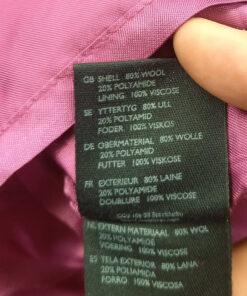 GB SHELL 80% WOOL
20% POLYAMID
LINING 100% VISCOSE
SE YTTERTYG 80% ULL
20% POLYAMID
FODER 100% VISKOS
DE OBERMATERIAL 80% WOLLE
20% POLYAMID
FUTTER 100% VISKOSE
FR EXTERIEUR 80% LAINE
20% POLYAMIDE
DOUBLURE 100% VISCOSE
NL EXTERN MATERIAAL 80% WOL
20% POLYAMIDE
VOERING 100% VISCOSE
ES TELA EXTERIOR 80% LANA
20% POLIAMIDA
FORRO 100% VISCOSA